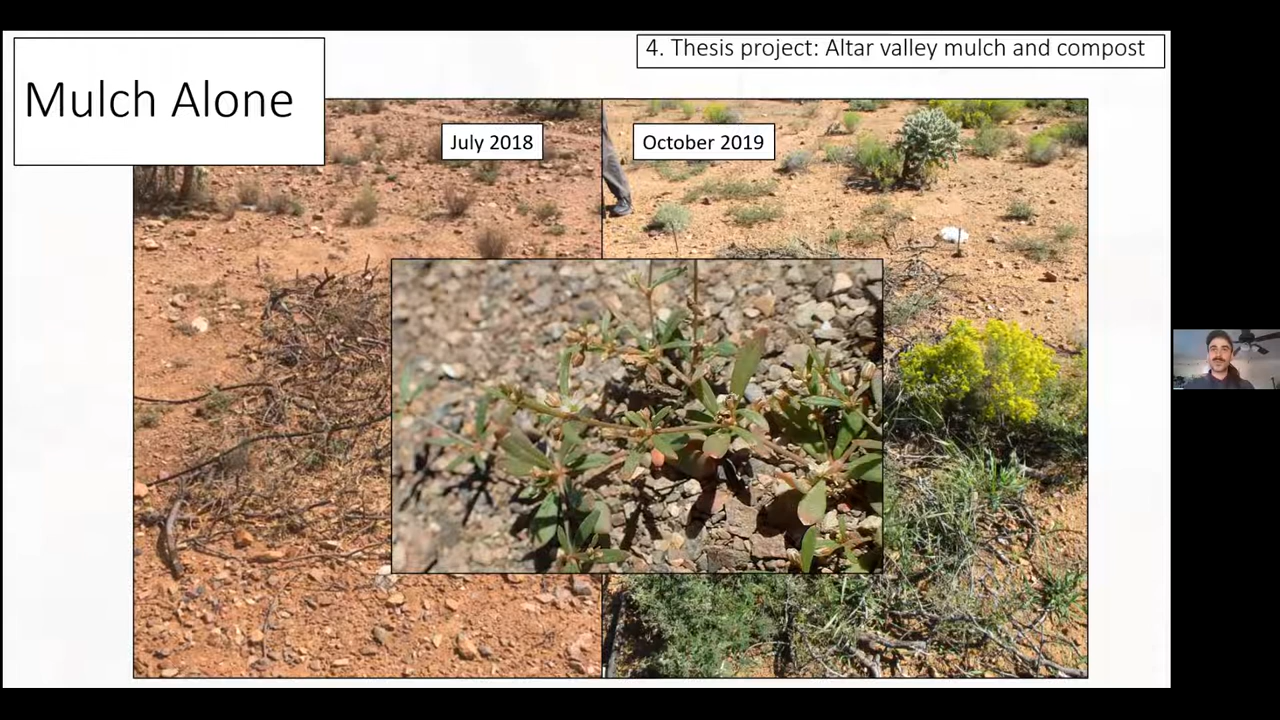 Mulch Alone
4. Thesis project: Altar valley mulch and compost
July 2018
October 2019